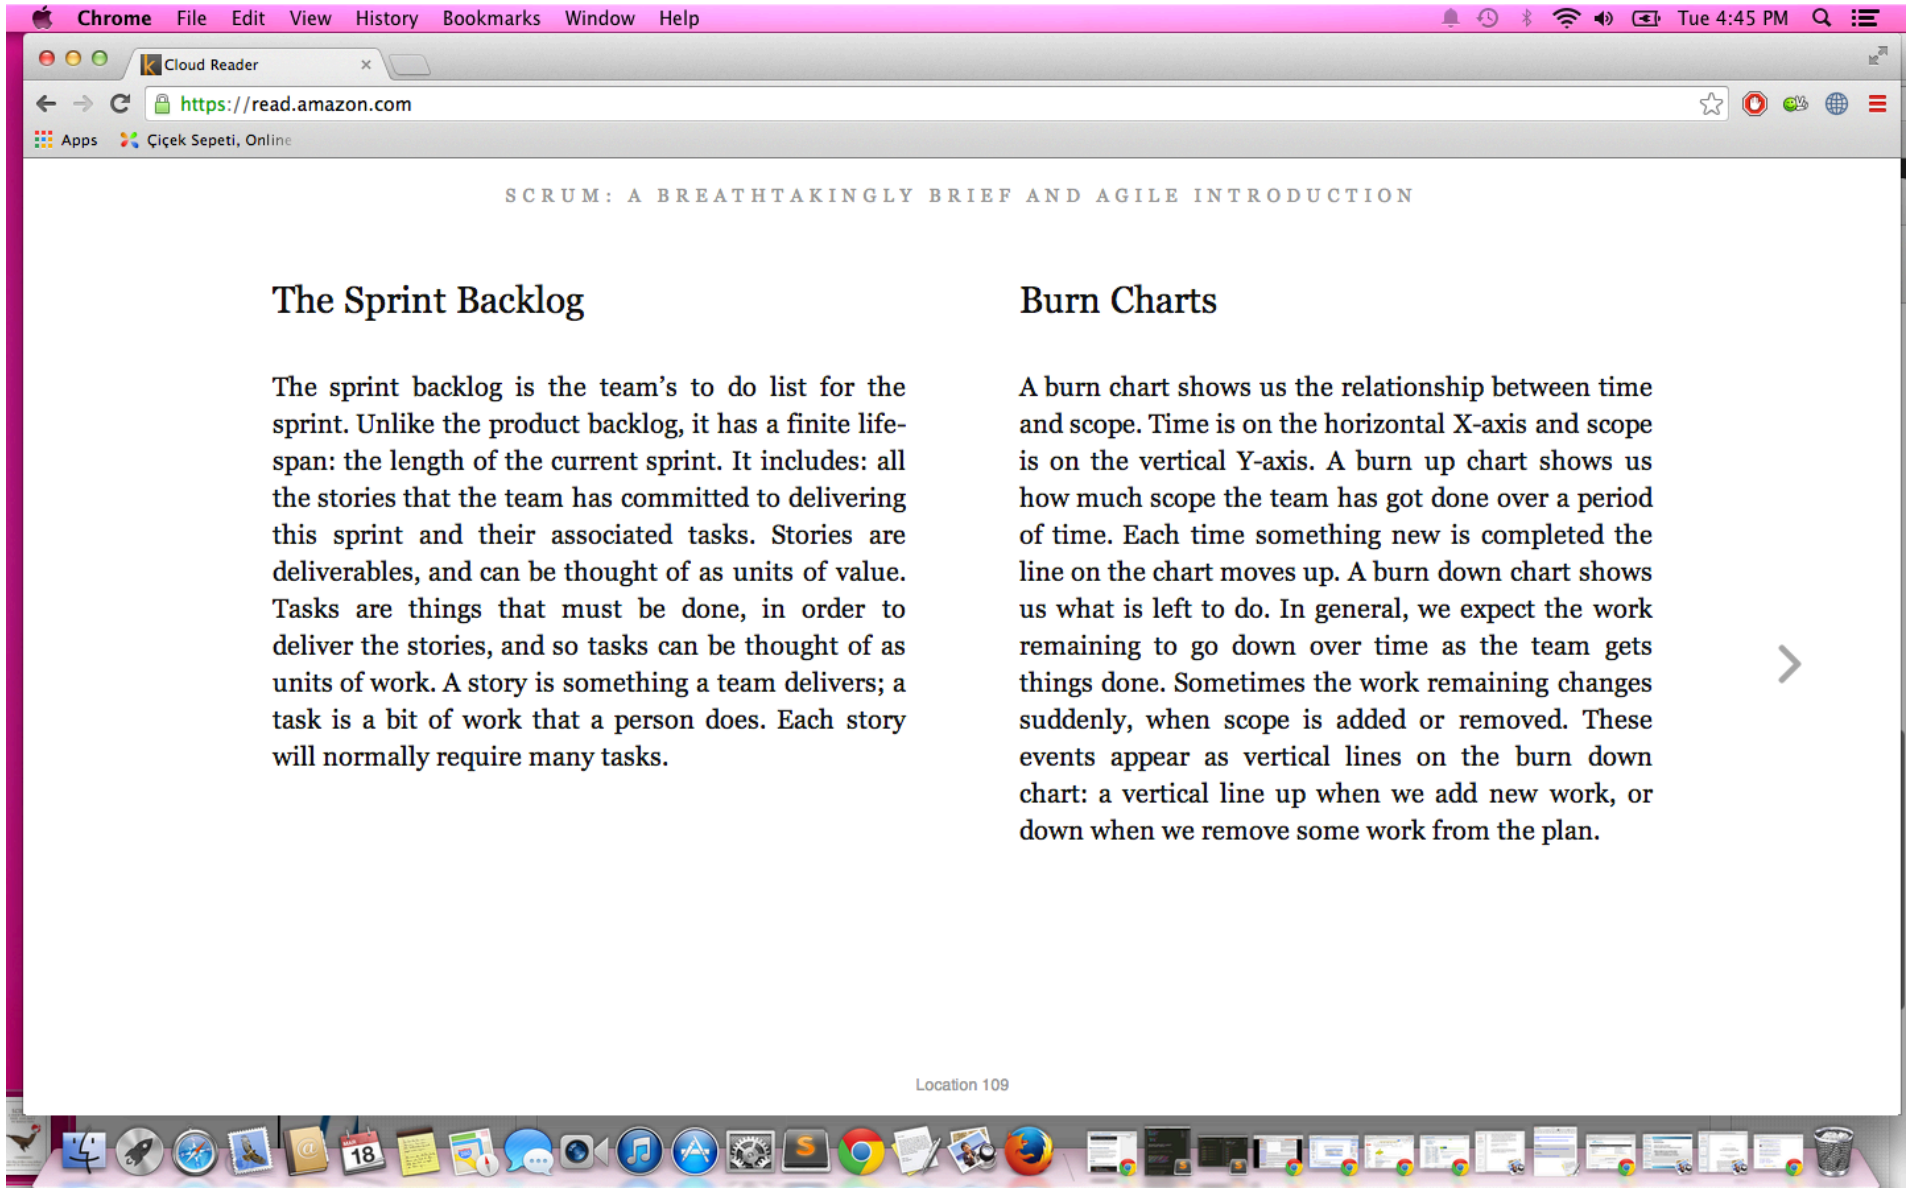 Chrome File Edit View History Bookmarks Window Help Tue 4:45 PM
Cloud Reader
https://read.amazon.com
Apps Çiçek Sepeti, Online
SCRUM: A BREATHTAKINGLY BRIEF AND AGILE INTRODUCTION
The Sprint Backlog
The sprint backlog is the team’s to do list for the
sprint. Unlike the product backlog, it has a finite life-
span: the length of the current sprint. It includes: all
the stories that the team has committed to delivering
this sprint and their associated tasks. Stories are
deliverables, and can be thought of as units of value.
Tasks are things that must be done, in order to
deliver the stories, and so tasks can be thought of as
units of work. A story is something a team delivers; a
task is a bit of work that a person does. Each story
will normally require many tasks.
Burn Charts
A burn chart shows us the relationship between time
and scope. Time is on the horizontal X-axis and scope
is on the vertical Y-axis. A burn up chart shows us
how much scope the team has got done over a period
of time. Each time something new is completed the
line on the chart moves up. A burn down chart shows
us what is left to do. In general, we expect the work
remaining to go down over time as the team gets
things done. Sometimes the work remaining changes
suddenly, when scope is added or removed. These
events appear as vertical lines on the burn down
chart: a vertical line up when we add new work, or
down when we remove some work from the plan.
Location 109
MAR
18